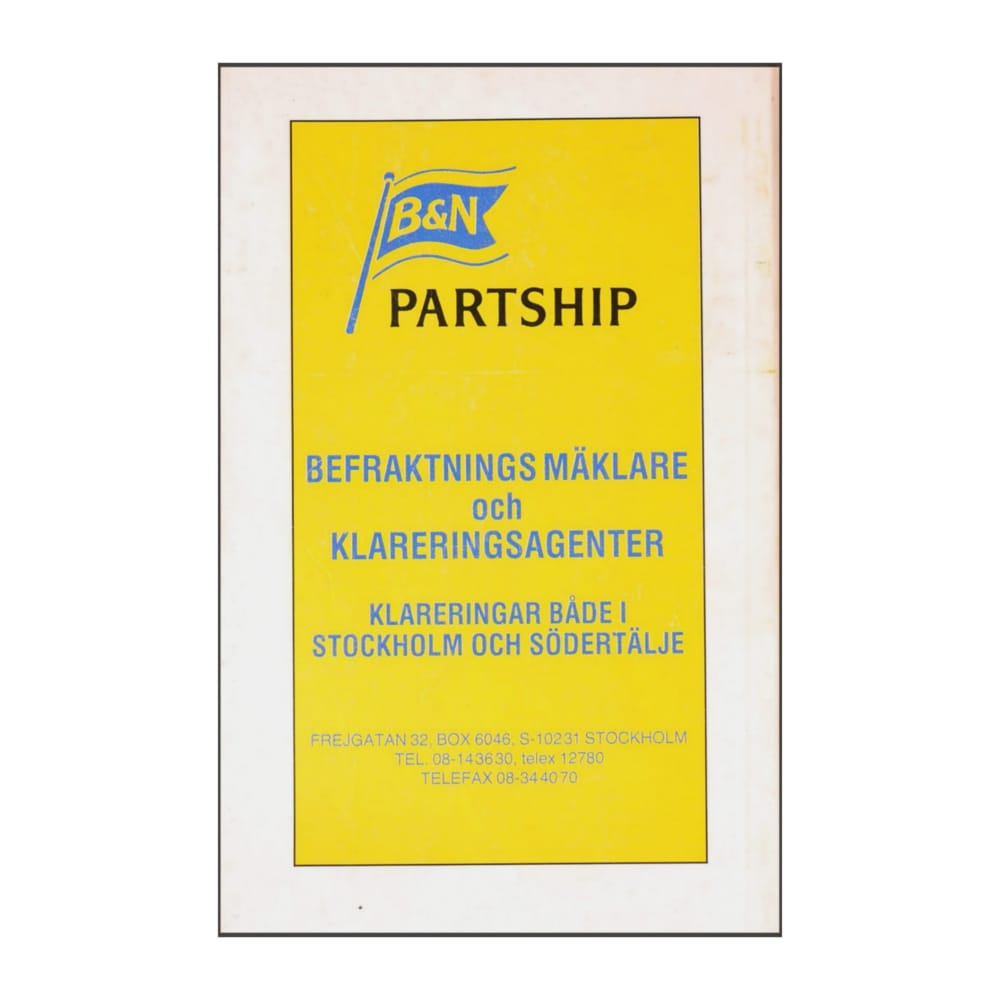 B&N
PARTSHIP
BEFRAKTNINGS MÄKLARE
och
KLARERINGSAGENTER
KLARERINGAR BÅDE I
STOCKHOLM OCH SÖDERTÄLJE
FREJGATAN 32, BOX 6046, S-10231 STOCKHOLM
TEL. 08-143630, telex 12780
TELEFAX 08-344070